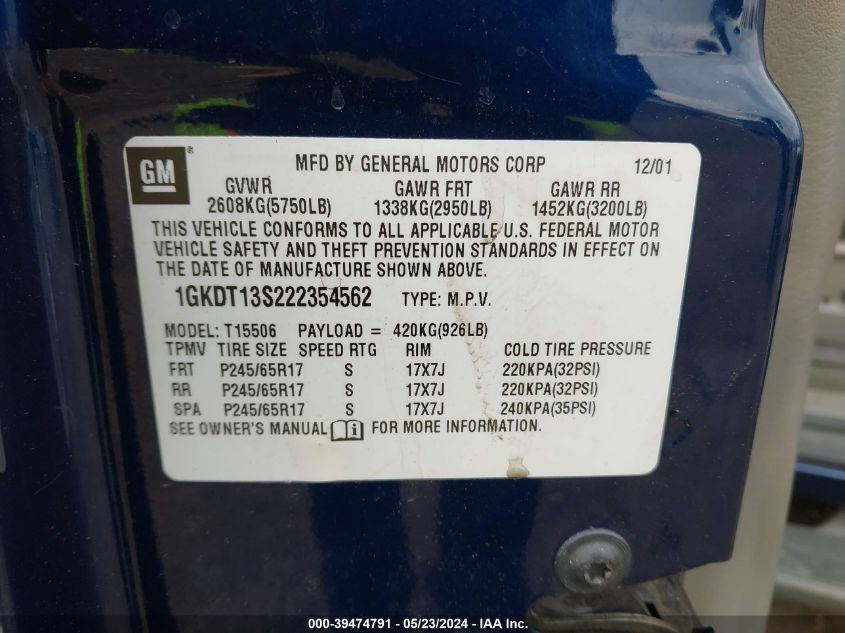 GM
MFD BY GENERAL MOTORS CORP 12/01
GVWR GAWR FRT GAWR RR
2608KG(5750LB) 1338KG(2950LB) 1452KG(3200LB)
THIS VEHICLE CONFORMS TO ALL APPLICABLE U.S. FEDERAL MOTOR
VEHICLE SAFETY AND THEFT PREVENTION STANDARDS IN EFFECT ON
THE DATE OF MANUFACTURE SHOWN ABOVE.
1GKDT13S222354562 TYPE: M.P.V.
MODEL: T15506 PAYLOAD = 420KG(926LB)
TPMV TIRE SIZE SPEED RTG RIM COLD TIRE PRESSURE
FRT P245/65R17 S 17X7J 220KPA(32PSI)
RR P245/65R17 S 17X7J 220KPA(32PSI)
SPA P245/65R17 S 17X7J 240KPA(35PSI)
SEE OWNER'S MANUAL i FOR MORE INFORMATION.
000-39474791 - 05/23/2024 - IAA Inc.